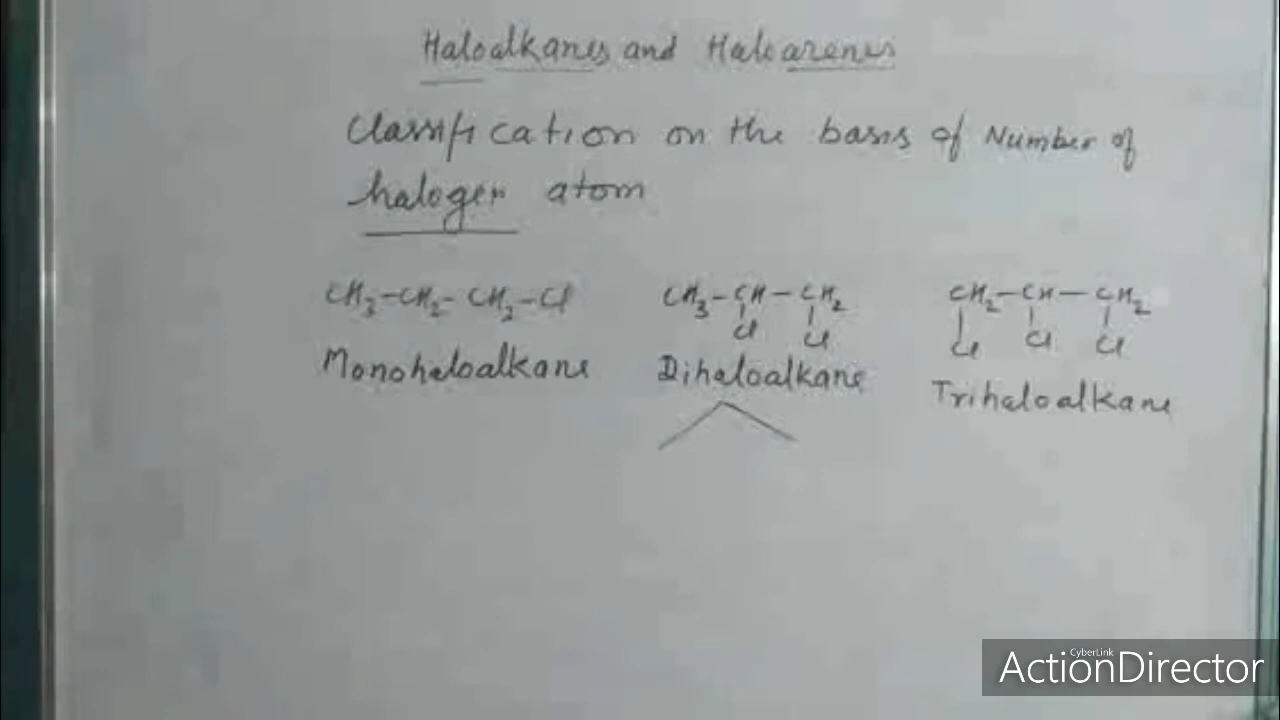 Haloalkanes and Haloarenes
Classification on the basis of Number of
halogen atom
CH₃-CH₂-CH₂-Cl
CH₃-CH-CH₂
Cl Cl
CH₂-CH-CH₂
Cl Cl Cl
Monohaloalkane
Dihaloalkane
Trihaloalkane
CyberLink
ActionDirector